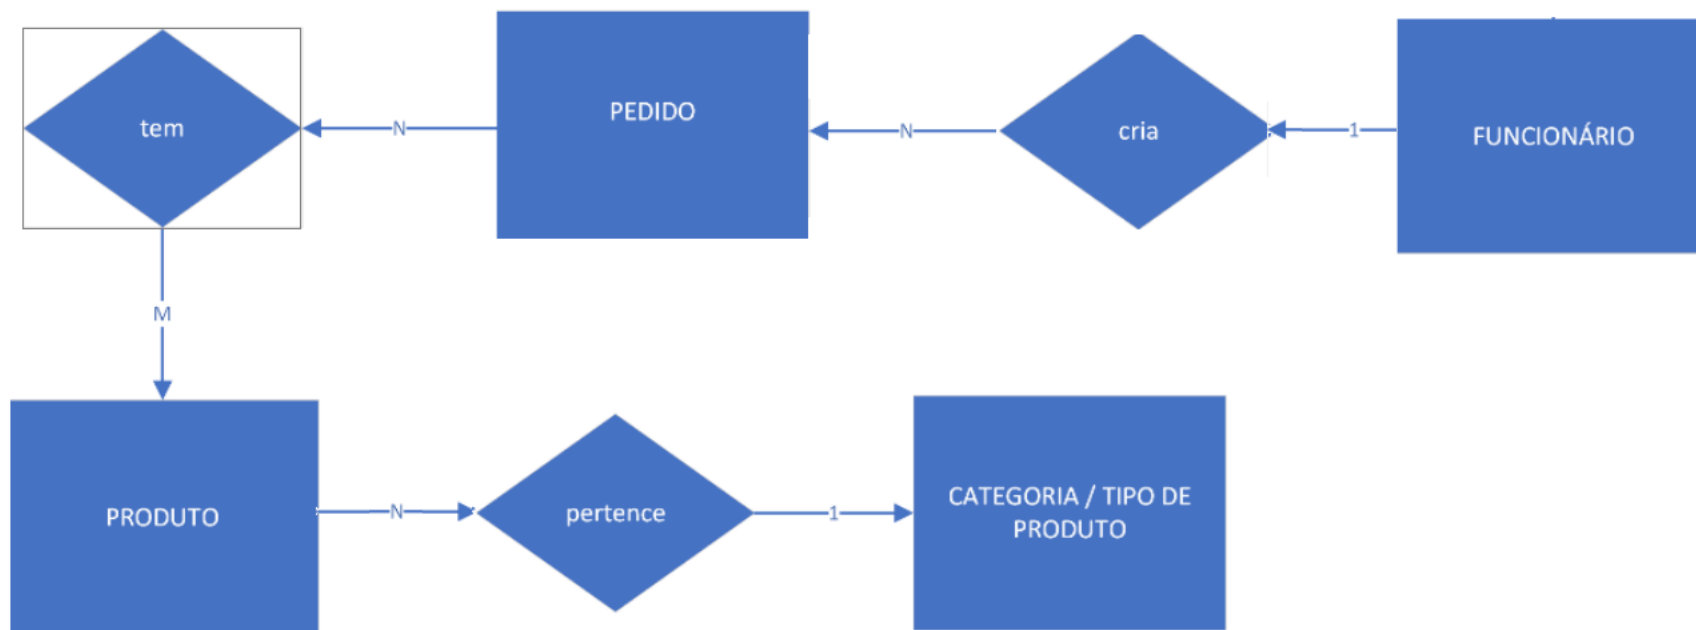 tem
N
PEDIDO
N
cria
1
FUNCIONÁRIO
M
PRODUTO
N
pertence
1
CATEGORIA / TIPO DE
PRODUTO